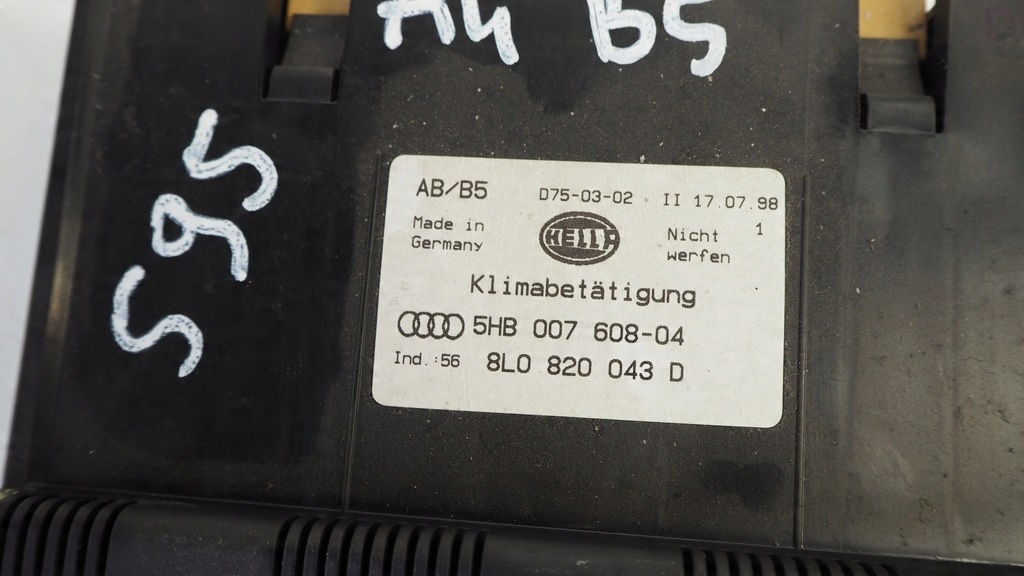 A4 B5
595
AB/B5 D75-03-02 II 17.07.98
Made in Germany HELLA Nicht werfen 1
Klimabetätigung
5HB 007 608-04
Ind.:56 8L0 820 043 D